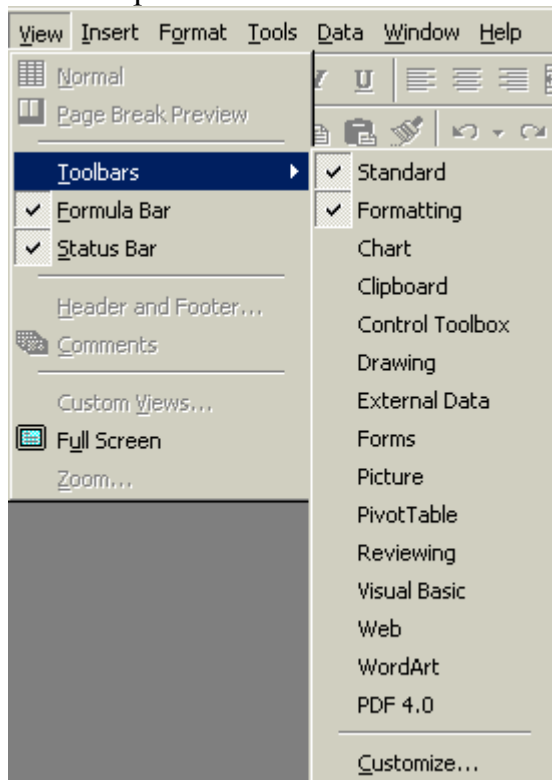 View Insert Format Tools Data Window Help
Normal
Page Break Preview
Toolbars
Formula Bar
Status Bar
Header and Footer...
Comments
Custom Views...
Full Screen
Zoom...
U
Standard
Formatting
Chart
Clipboard
Control Toolbox
Drawing
External Data
Forms
Picture
PivotTable
Reviewing
Visual Basic
Web
WordArt
PDF 4.0
Customize...